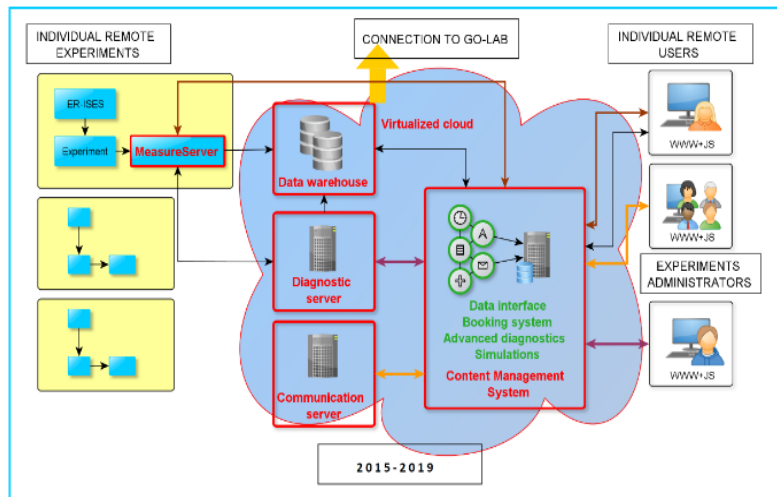 INDIVIDUAL REMOTE
EXPERIMENTS
CONNECTION TO GO-LAB
INDIVIDUAL REMOTE
USERS
ER ISES
Experiment
MeasureServer
Virtualized cloud
Data warehouse
WWW+JS
A
WWW+JS
Diagnostic
server
Data interface
Booking system
Advanced diagnostics
Simulations
Content Management
System
EXPERIMENTS
ADMINISTRATORS
Communication
server
WWW+JS
2015-2019